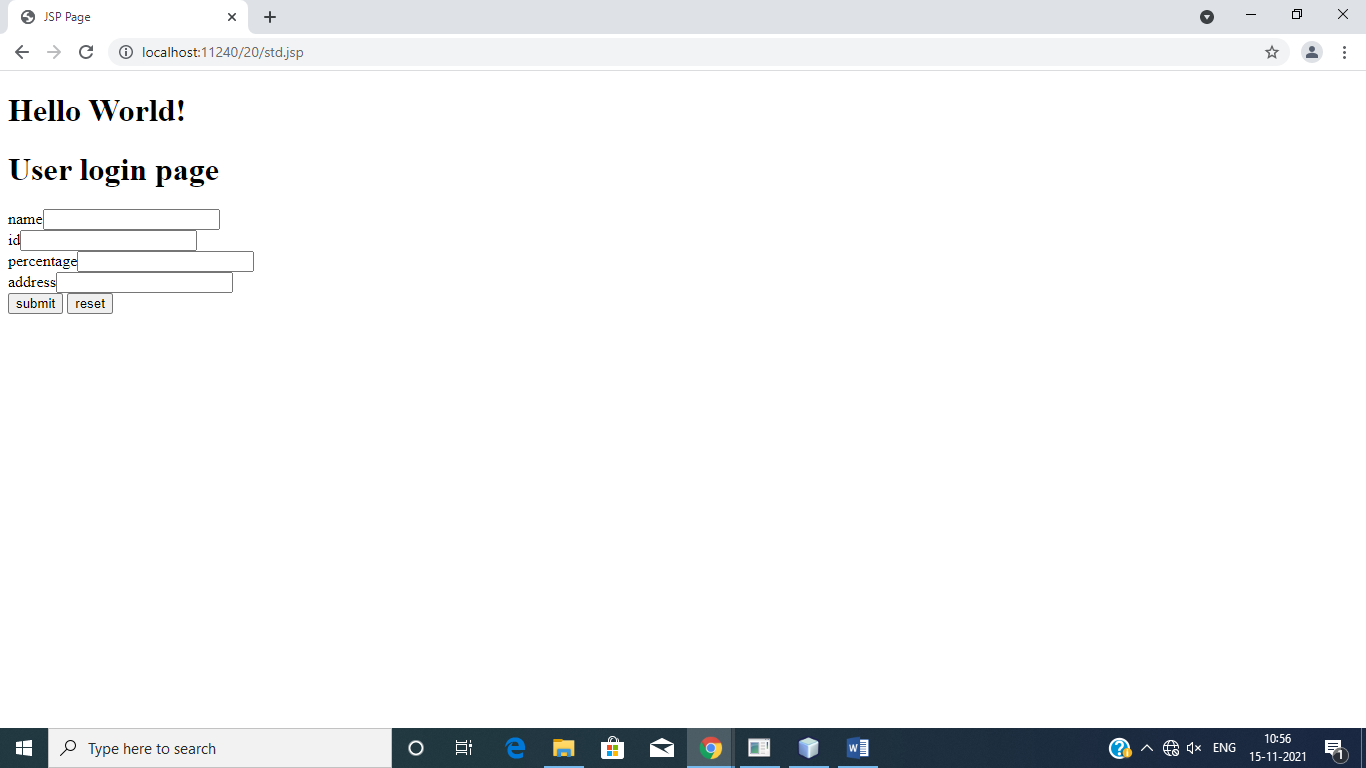 JSP Page
localhost:11240/20/std.jsp
Hello World!
User login page
name
id
percentage
address
submit reset
Type here to search
ENG
10:56
15-11-2021
1